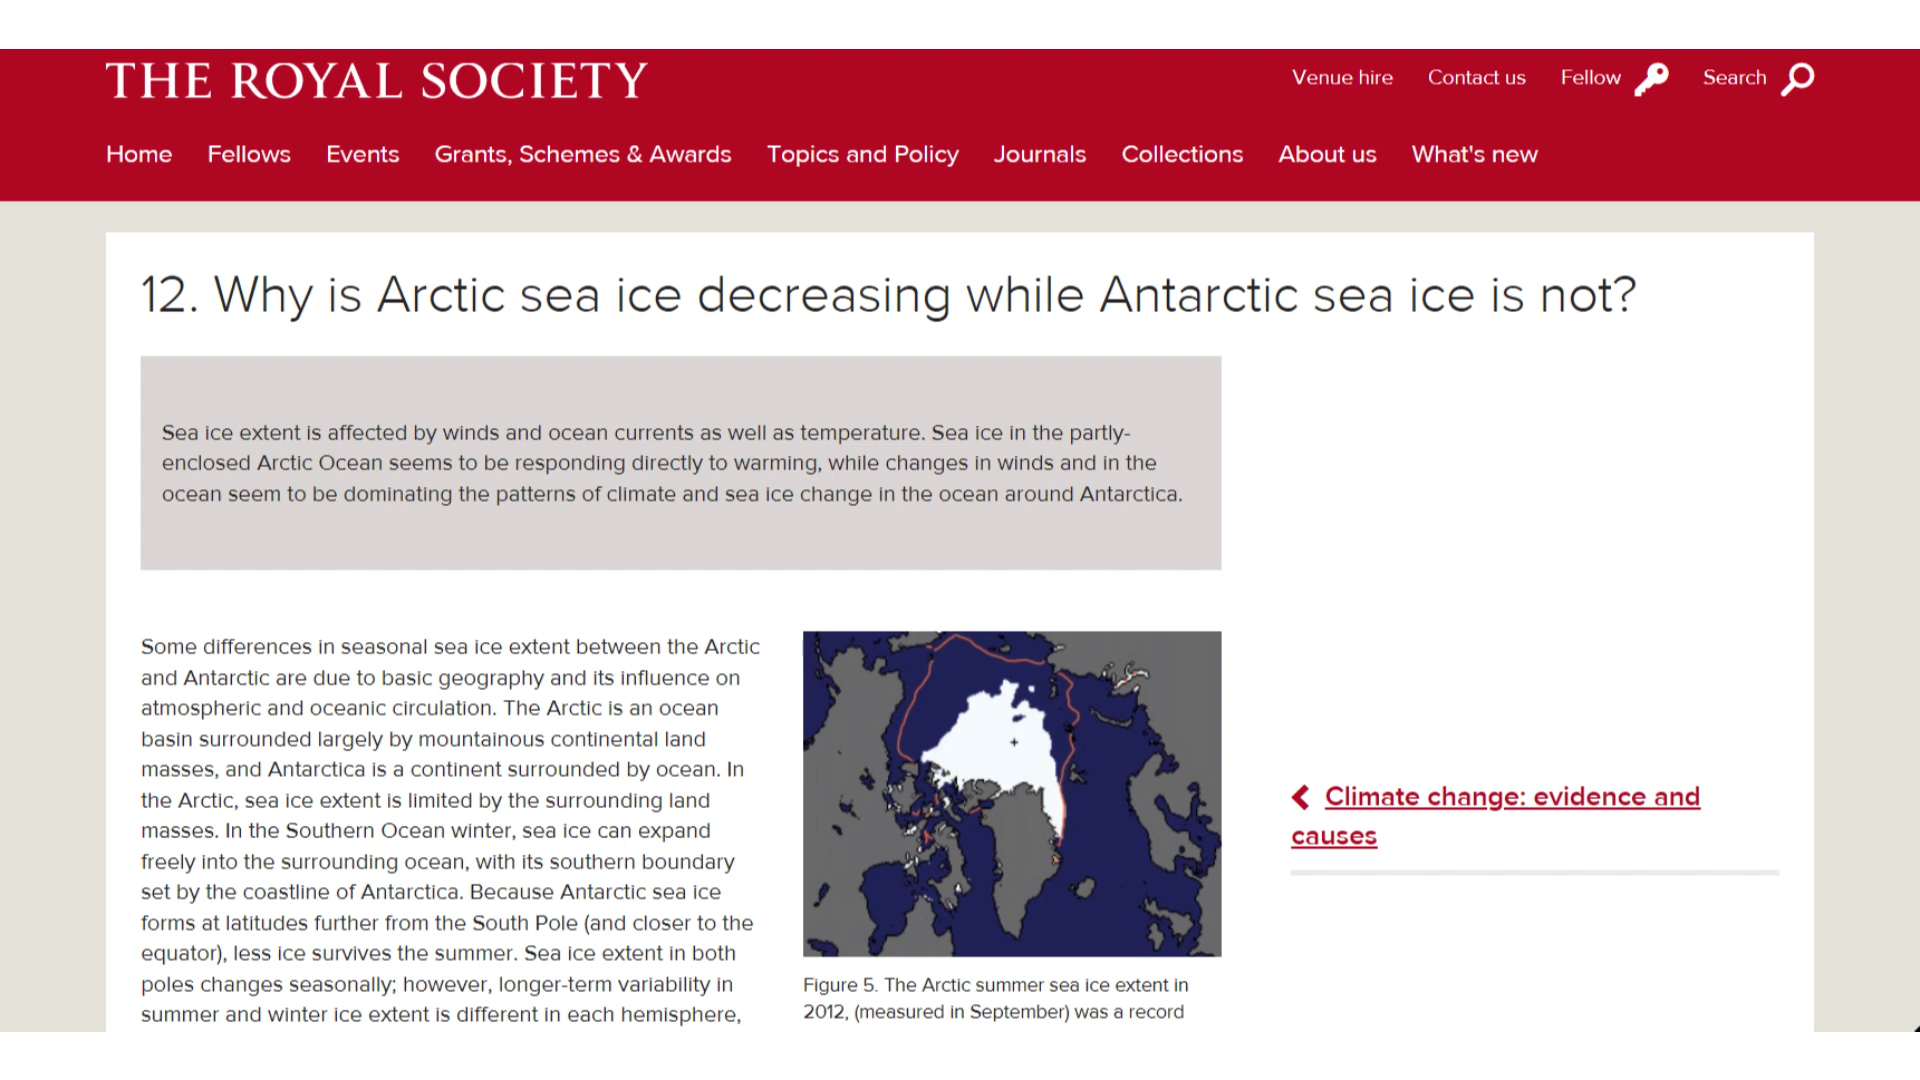 THE ROYAL SOCIETY
Venue hire Contact us Fellow Search
Home Fellows Events Grants, Schemes & Awards Topics and Policy Journals Collections About us What's new
12. Why is Arctic sea ice decreasing while Antarctic sea ice is not?
Sea ice extent is affected by winds and ocean currents as well as temperature. Sea ice in the partly-
enclosed Arctic Ocean seems to be responding directly to warming, while changes in winds and in the
ocean seem to be dominating the patterns of climate and sea ice change in the ocean around Antarctica.
Some differences in seasonal sea ice extent between the Arctic
and Antarctic are due to basic geography and its influence on
atmospheric and oceanic circulation. The Arctic is an ocean
basin surrounded largely by mountainous continental land
masses, and Antarctica is a continent surrounded by ocean. In
the Arctic, sea ice extent is limited by the surrounding land
masses. In the Southern Ocean winter, sea ice can expand
freely into the surrounding ocean, with its southern boundary
set by the coastline of Antarctica. Because Antarctic sea ice
forms at latitudes further from the South Pole (and closer to the
equator), less ice survives the summer. Sea ice extent in both
poles changes seasonally; however, longer-term variability in
summer and winter ice extent is different in each hemisphere,
Figure 5. The Arctic summer sea ice extent in
2012, (measured in September) was a record
Climate change: evidence and
causes